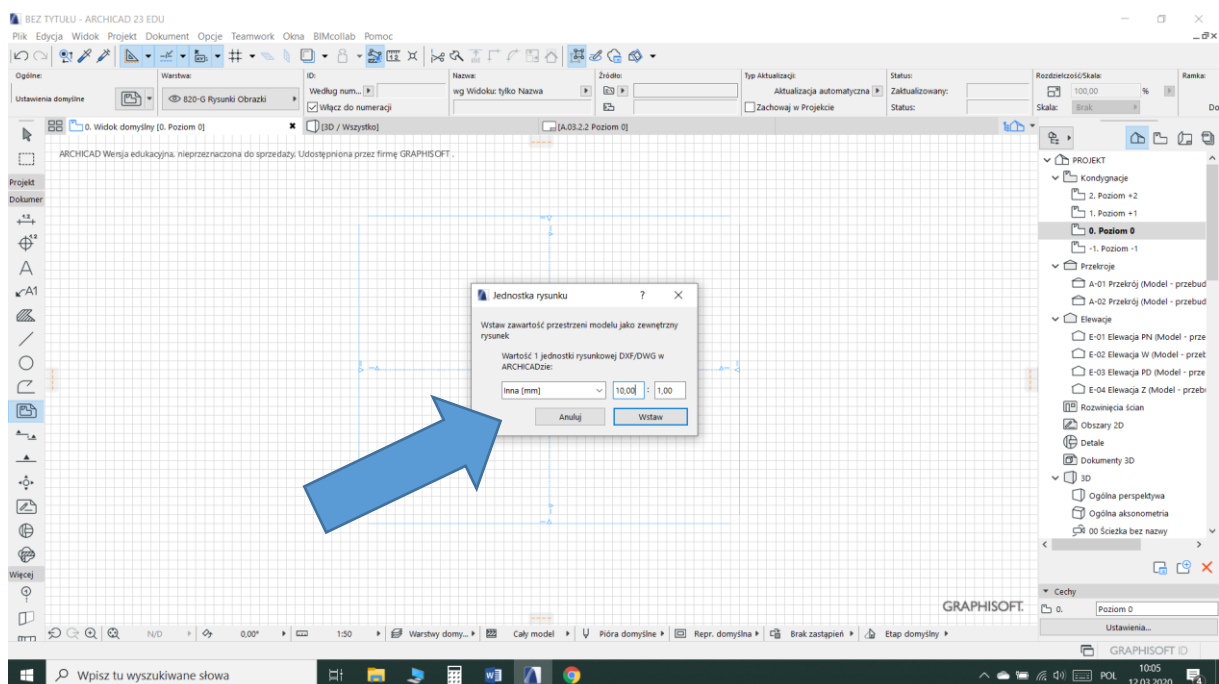 BEZ TYTUŁU - ARCHICAD 23 EDU
Plik Edycja Widok Projekt Dokument Opcje Teamwork Okna BIMcollab Pomoc
Ogólne: Warstwa: ID: Nazwa: Źródło: Typ Aktualizacji: Status: Rozdzielczość/Skala: Ramka:
Ustawienia domyślne 820-G Rysunki Obrazki Według num... wg Widoku: tylko Nazwa Aktualizacja automatyczna Zaktualizowany: 100,00 %
Włącz do numeracji Zachowaj w Projekcie Status: Skala: Brak Do
0. Widok domyślny [0. Poziom 0] [3D / Wszystko] [A.03.2.2 Poziom 0]
ARCHICAD Wersja edukacyjna, nieprzeznaczona do sprzedaży. Udostępniona przez firmę GRAPHISOFT .
Projekt
Dokumer
1.2
1.2
A
A1
Więcej
Jednostka rysunku ? ×
Wstaw zawartość przestrzeni modelu jako zewnętrzny
rysunek
Wartość 1 jednostki rysunkowej DXF/DWG w
ARCHICADzie:
Inna [mm] 10,00 : 1,00
Anuluj Wstaw
PROJEKT
Kondygnacje
2. Poziom +2
1. Poziom +1
0. Poziom 0
-1. Poziom -1
Przekroje
A-01 Przekrój (Model - przebud
A-02 Przekrój (Model - przebud
Elewacje
E-01 Elewacja PN (Model - prze
E-02 Elewacja W (Model - przeb
E-03 Elewacja PD (Model - prze
E-04 Elewacja Z (Model - przebu
Rozwinięcia ścian
Obszary 2D
Detale
Dokumenty 3D
3D
Ogólna perspektywa
Ogólna aksonometria
00 Ścieżka bez nazwy
Cechy
0. Poziom 0
Ustawienia...
GRAPHISOFT.
N/D 0,00° 1:50 Warstwy domy... Cały model Pióra domyślne Repr. domyślna Brak zastąpień Etap domyślny
GRAPHISOFT ID
Wpisz tu wyszukiwane słowa
POL
10:05
12.03.2020
4